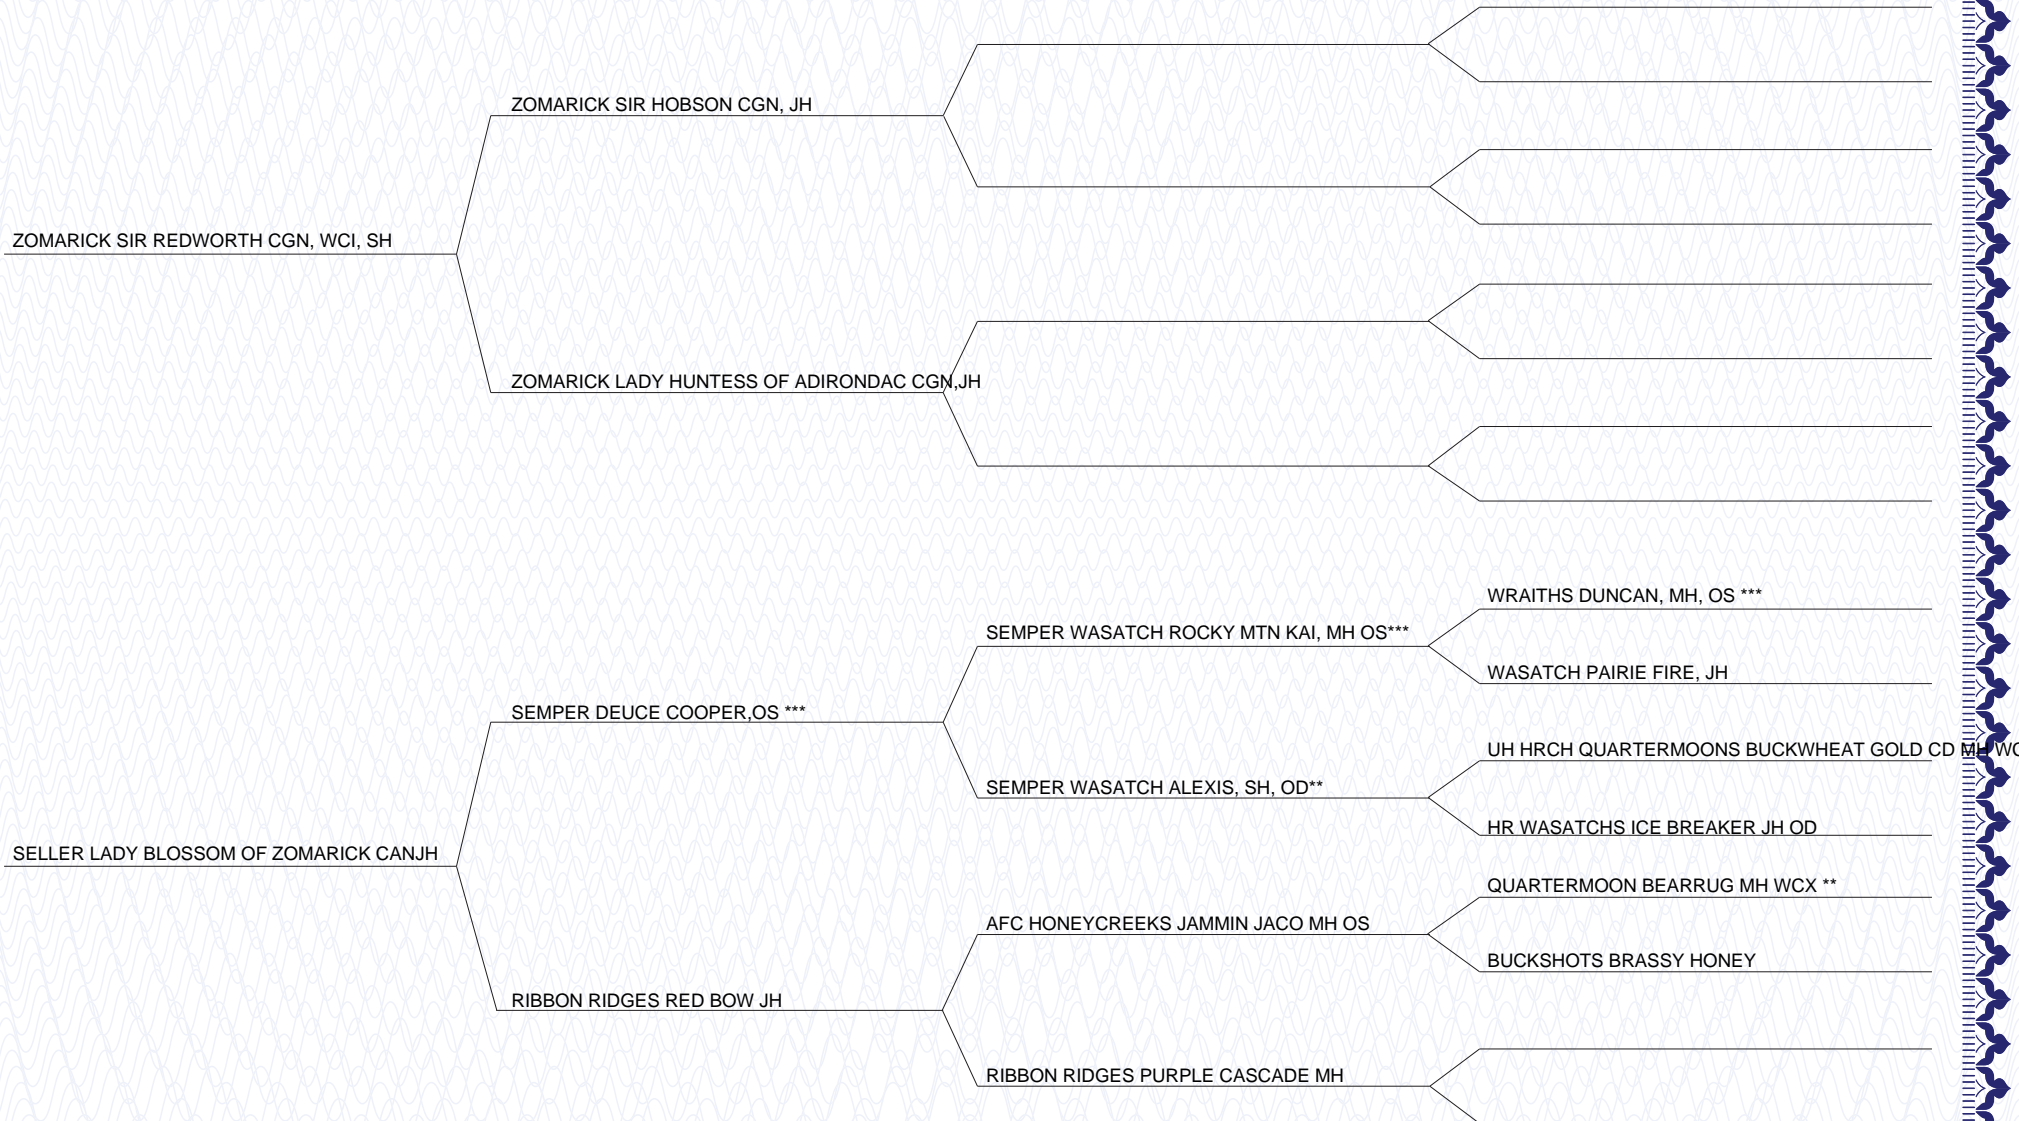 ZOMARICK SIR HOBSON CGN, JH
ZOMARICK SIR REDWORTH CGN, WCI, SH
ZOMARICK LADY HUNTESS OF ADIRONDAC CGN,JH
WRAITHS DUNCAN, MH, OS ***
SEMPER WASATCH ROCKY MTN KAI, MH OS***
WASATCH PAIRIE FIRE, JH
SEMPER DEUCE COOPER,OS ***
UH HRCH QUARTERMOONS BUCKWHEAT GOLD CD MH
SEMPER WASATCH ALEXIS, SH, OD**
HR WASATCHS ICE BREAKER JH OD
SELLER LADY BLOSSOM OF ZOMARICK CANJH
QUARTERMOON BEARRUG MH WCX **
AFC HONEYCREEKS JAMMIN JACO MH OS
BUCKSHOTS BRASSY HONEY
RIBBON RIDGES RED BOW JH
RIBBON RIDGES PURPLE CASCADE MH